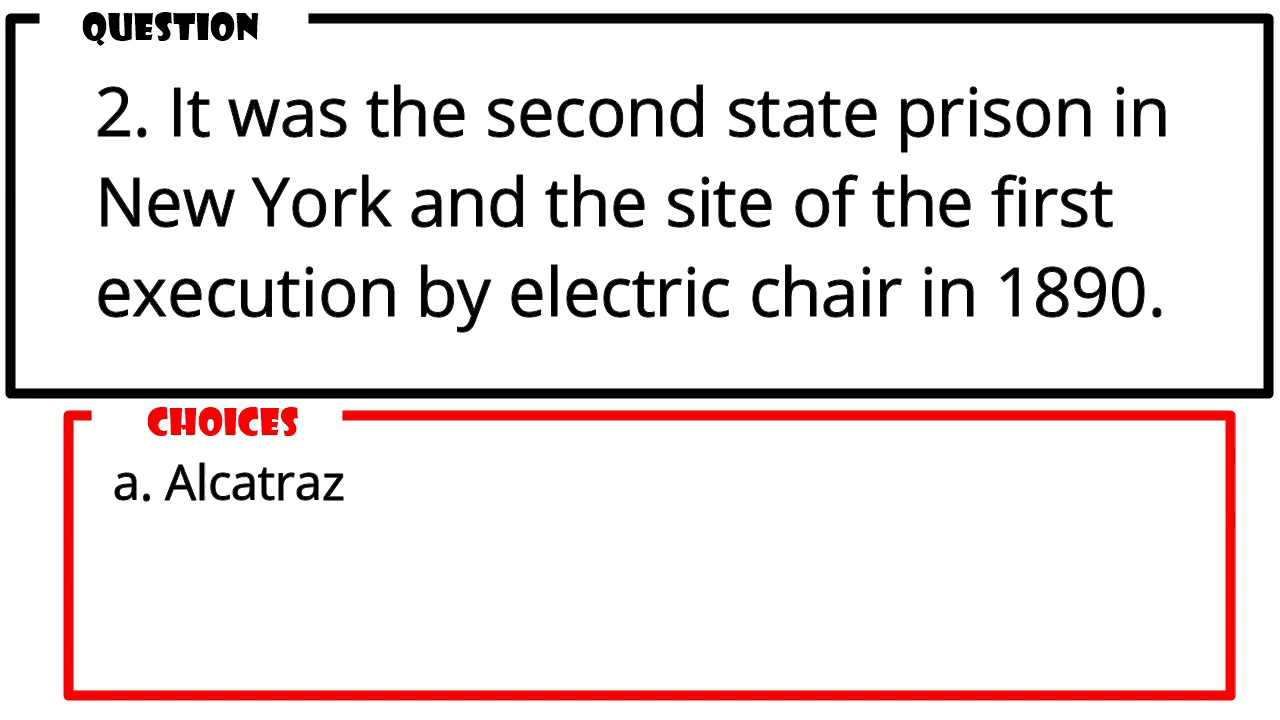 QUESTION
2. It was the second state prison in
New York and the site of the first
execution by electric chair in 1890.
CHOICES
a. Alcatraz